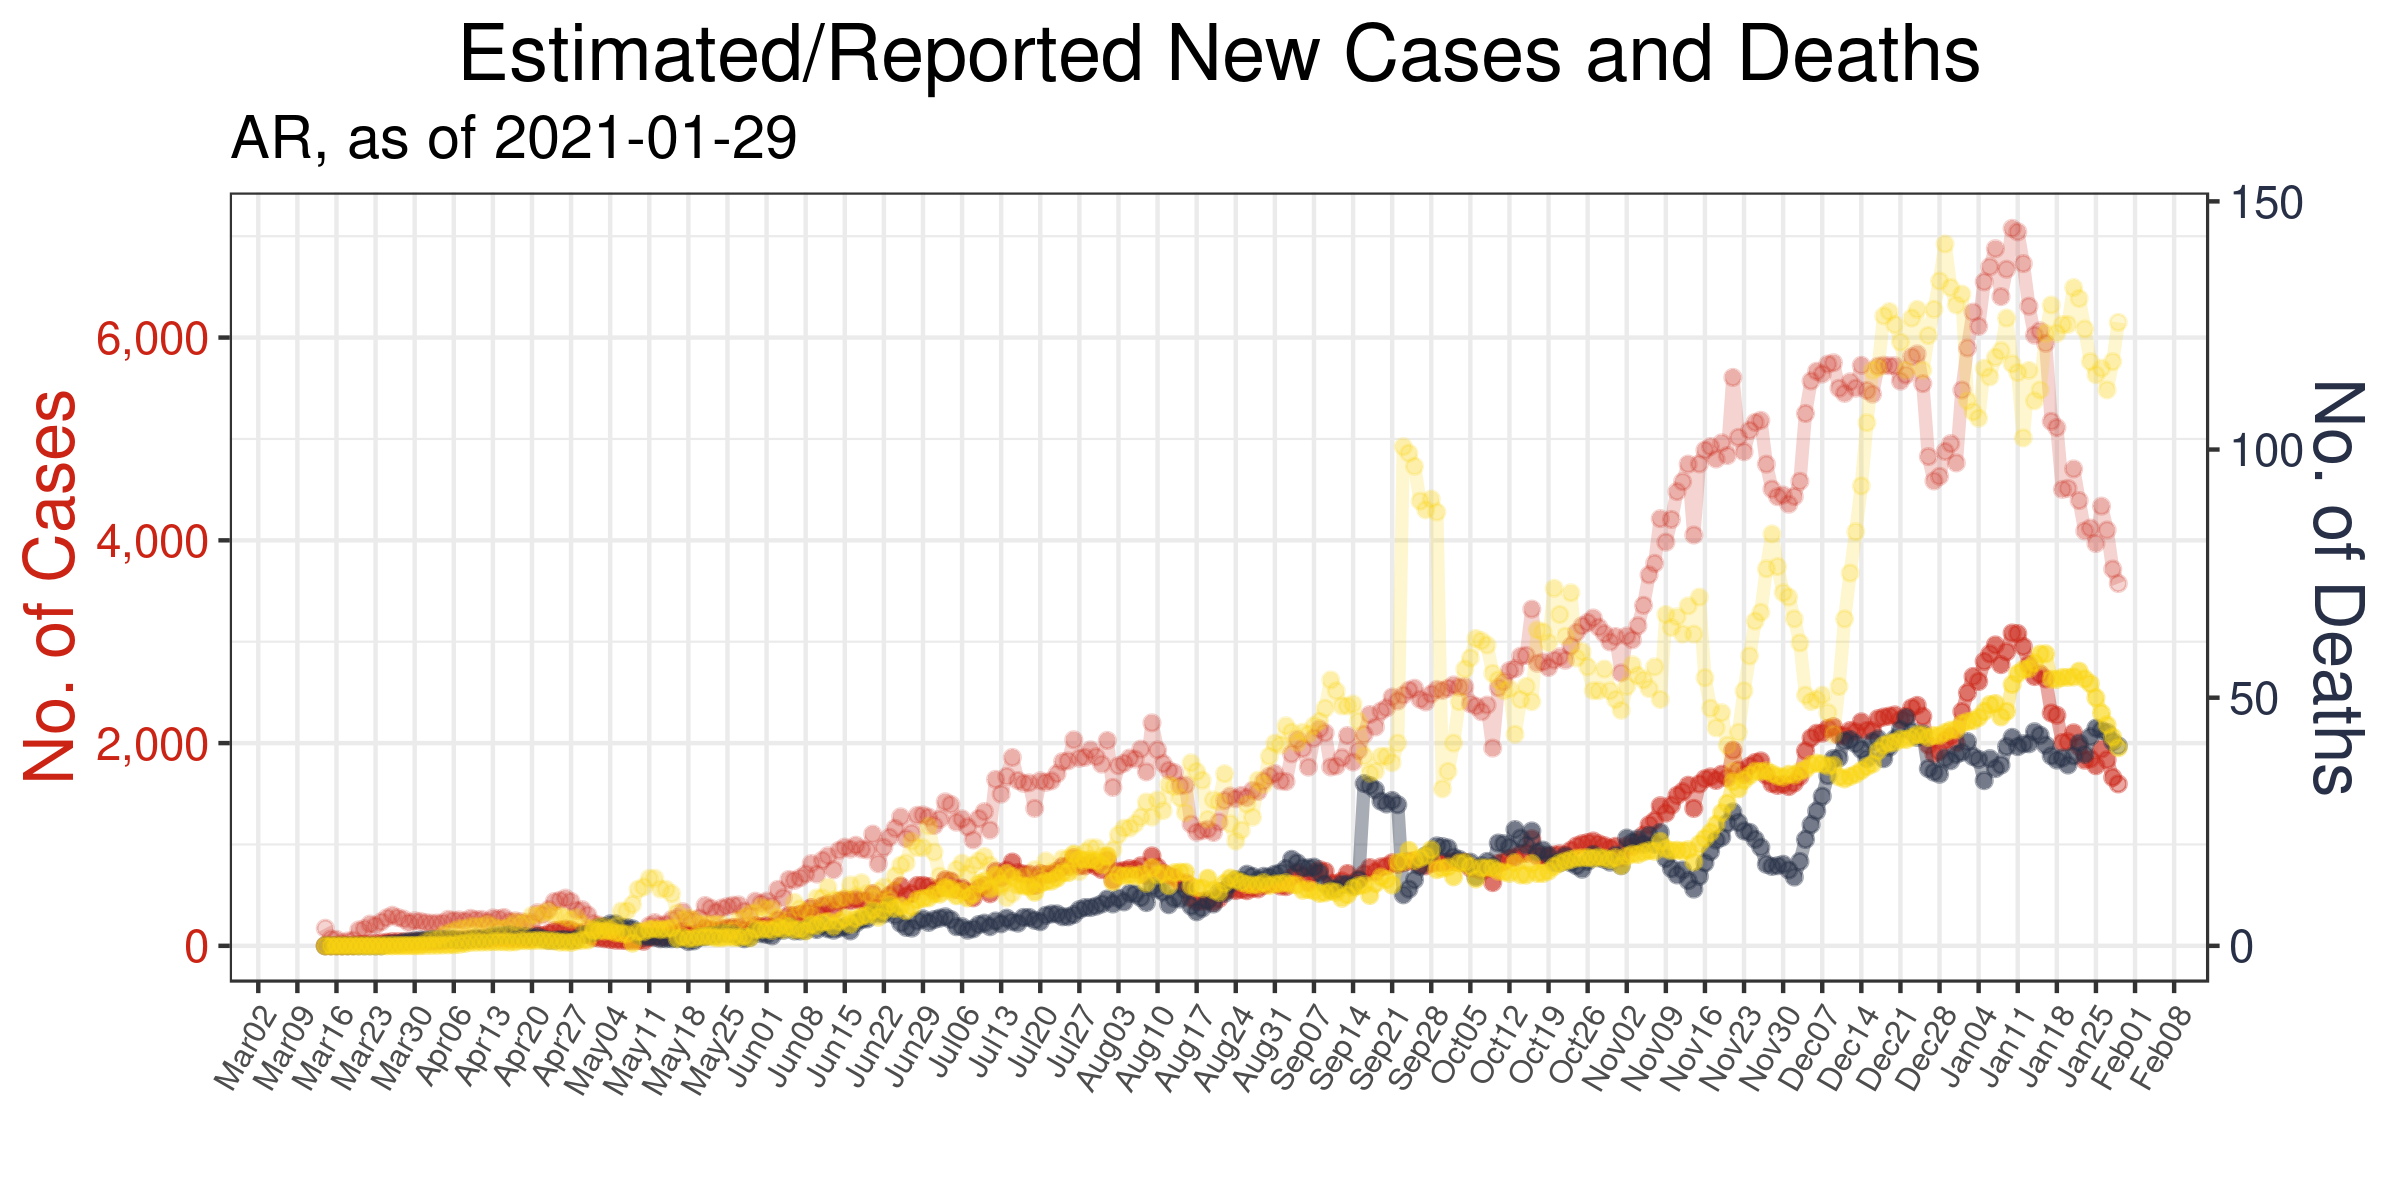 Estimated/Reported New Cases and Deaths
AR, as of 2021-01-29
No. of Cases
6,000
4,000
2,000
0
150
100
50
0
No. of Deaths
Mar02
Mar09
Mar16
Mar23
Mar30
Apr06
Apr13
Apr20
Apr27
May04
May11
May18
May25
Jun01
Jun08
Jun15
Jun22
Jun29
Jul06
Jul13
Jul20
Jul27
Aug03
Aug10
Aug17
Aug24
Aug31
Sep07
Sep14
Sep21
Sep28
Oct05
Oct12
Oct19
Oct26
Nov02
Nov09
Nov16
Nov23
Nov30
Dec07
Dec14
Dec21
Dec28
Jan04
Jan11
Jan18
Jan25
Feb01
Feb08